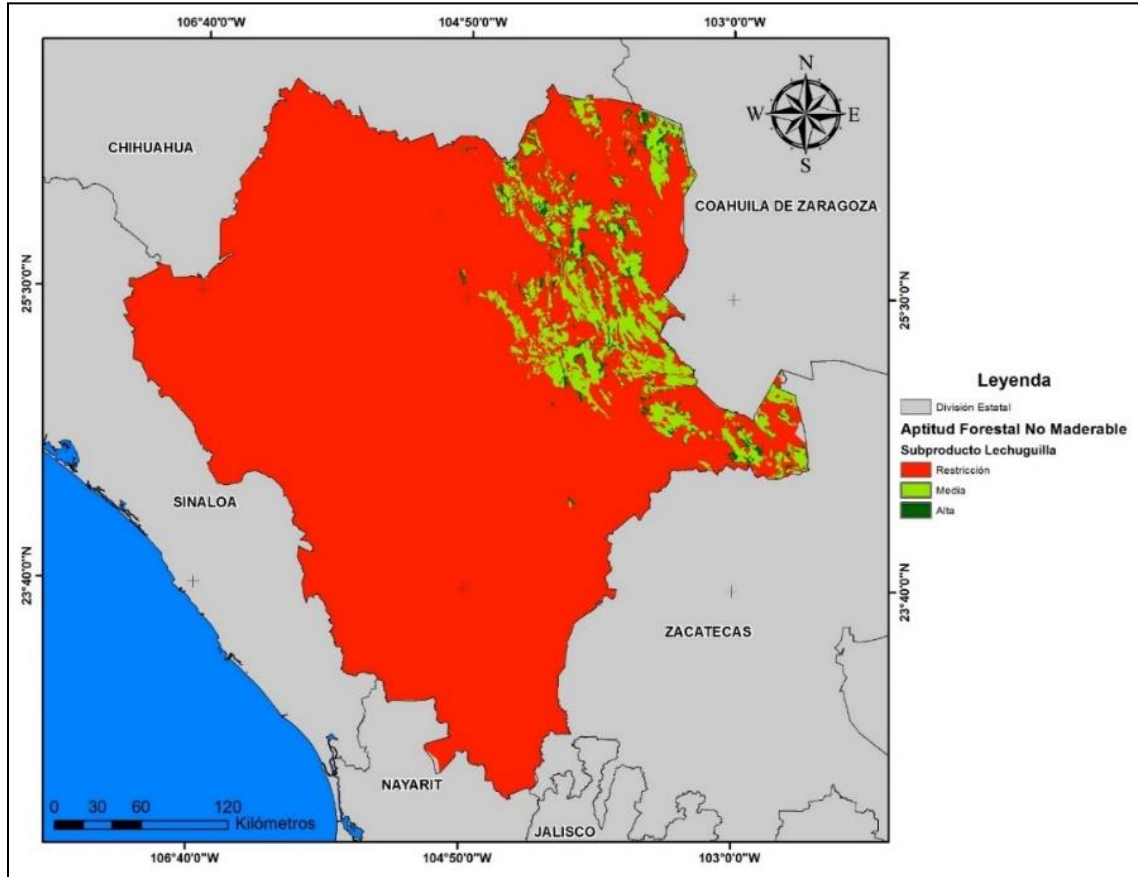 106°40'0"W 104°50'0"W 103°0'0"W
N
W E
S
CHIHUAHUA
COAHUILA DE ZARAGOZA
25°30'0"N
25°30'0"N
Leyenda
División Estatal
Aptitud Forestal No Maderable
Subproducto Lechuguilla
Restricción
Media
Alta
SINALOA
23°40'0"N
23°40'0"N
ZACATECAS
NAYARIT
JALISCO
0 30 60 120
Kilómetros
106°40'0"W 104°50'0"W 103°0'0"W